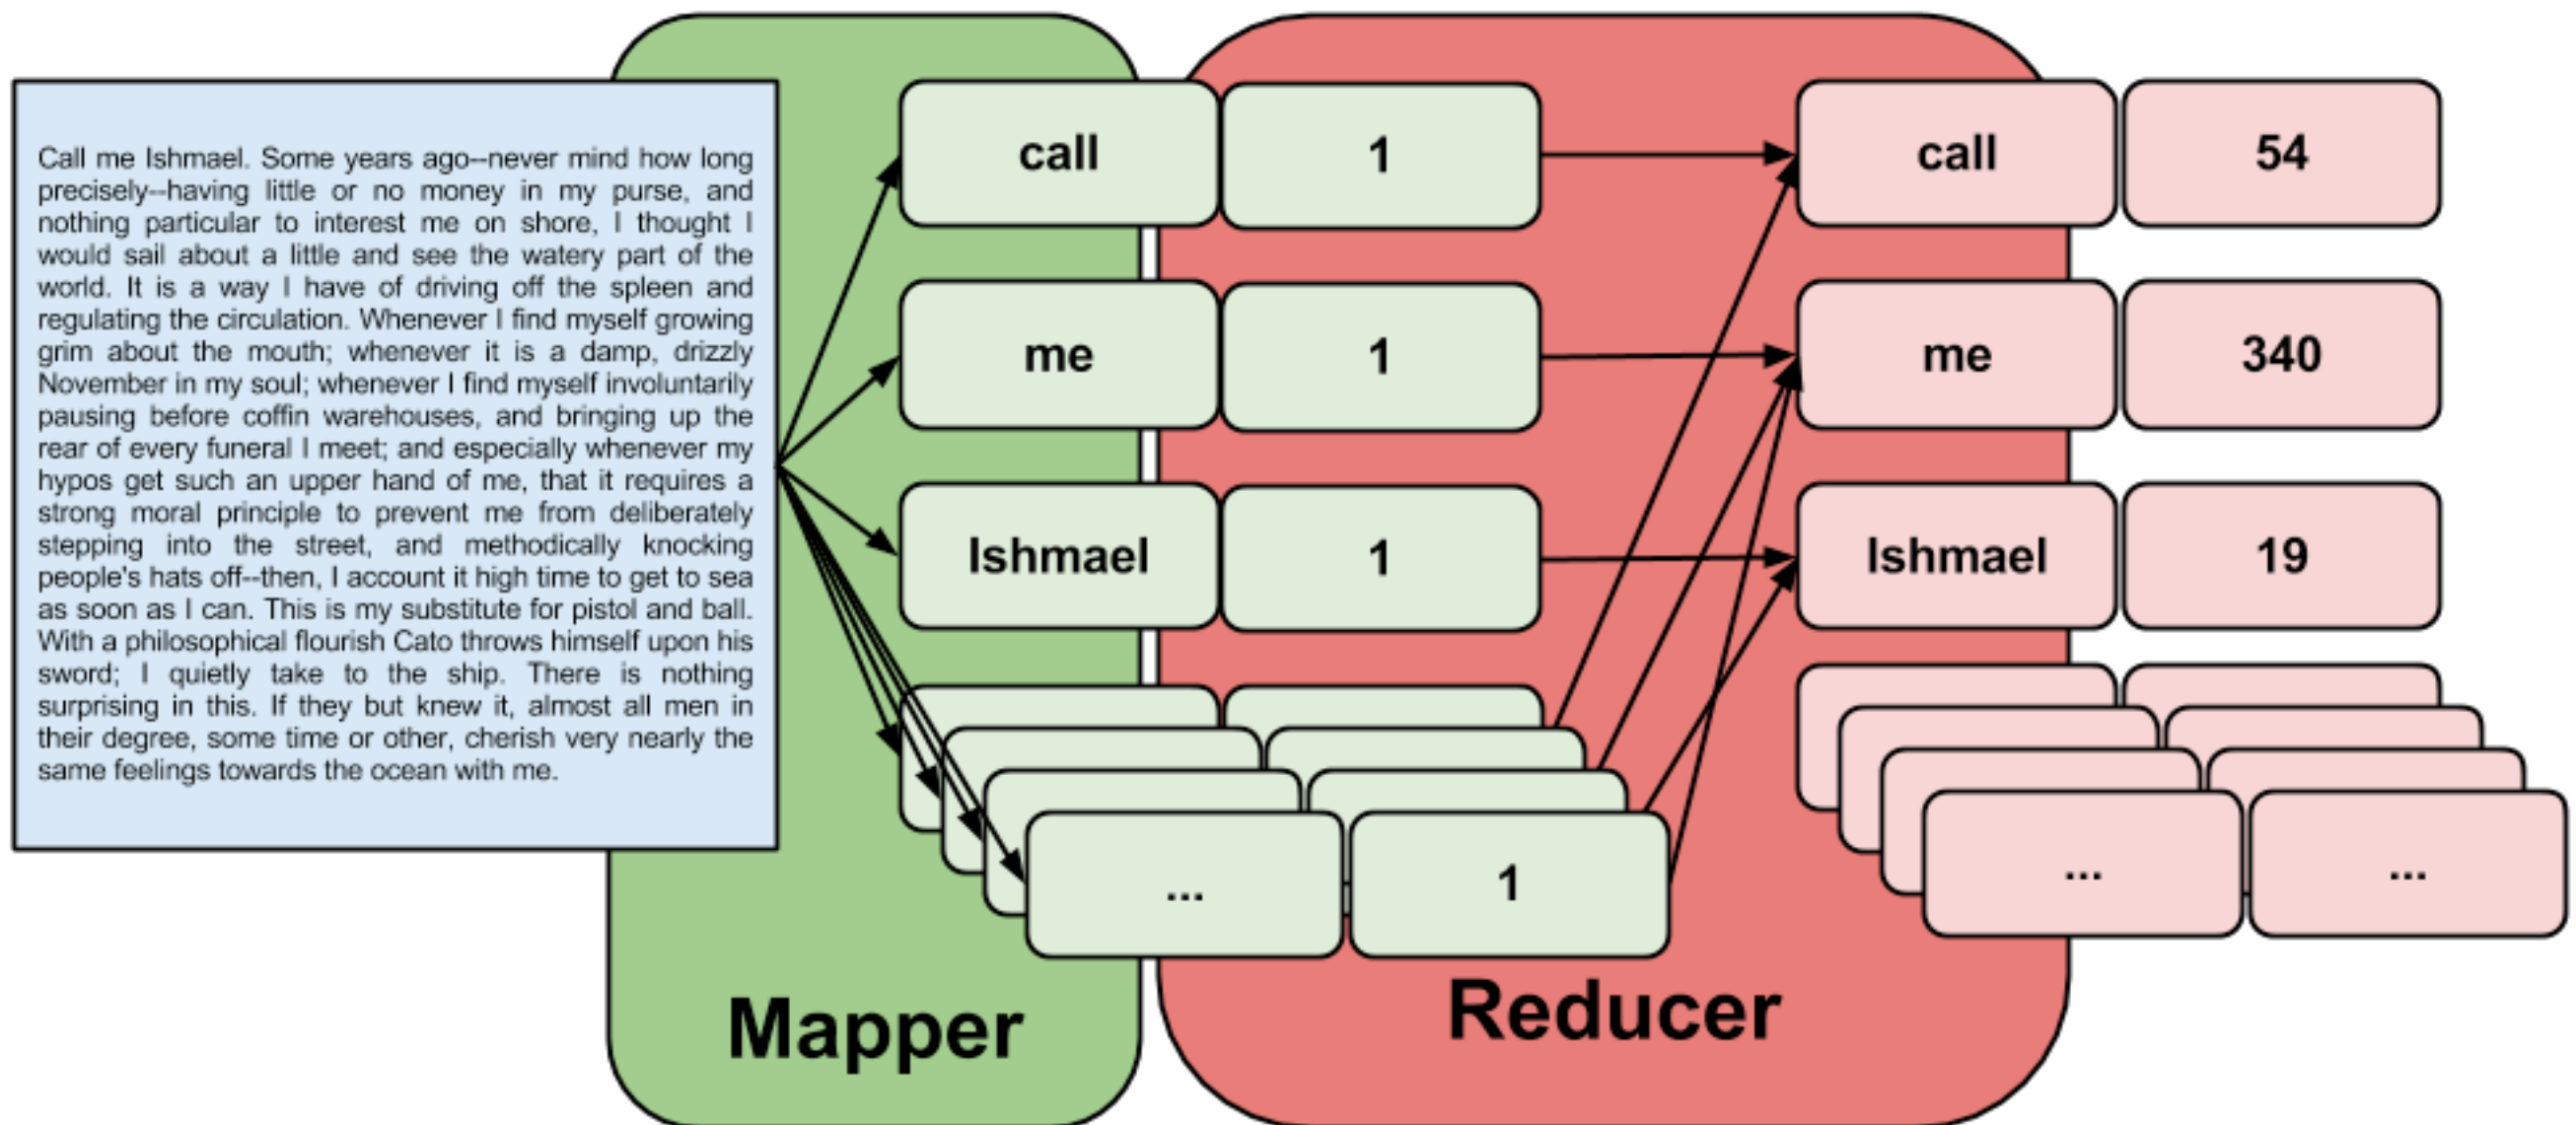 Call me Ishmael. Some years ago--never mind how long
precisely--having little or no money in my purse, and
nothing particular to interest me on shore, I thought I
would sail about a little and see the watery part of the
world. It is a way I have of driving off the spleen and
regulating the circulation. Whenever I find myself growing
grim about the mouth; whenever it is a damp, drizzly
November in my soul; whenever I find myself involuntarily
pausing before coffin warehouses, and bringing up the
rear of every funeral I meet; and especially whenever my
hypos get such an upper hand of me, that it requires a
strong moral principle to prevent me from deliberately
stepping into the street, and methodically knocking
people's hats off--then, I account it high time to get to sea
as soon as I can. This is my substitute for pistol and ball.
With a philosophical flourish Cato throws himself upon his
sword; I quietly take to the ship. There is nothing
surprising in this. If they but knew it, almost all men in
their degree, some time or other, cherish very nearly the
same feelings towards the ocean with me.
call 1 call 54
me 1 me 340
Ishmael 1 Ishmael 19
... 1 ... ...
Mapper Reducer